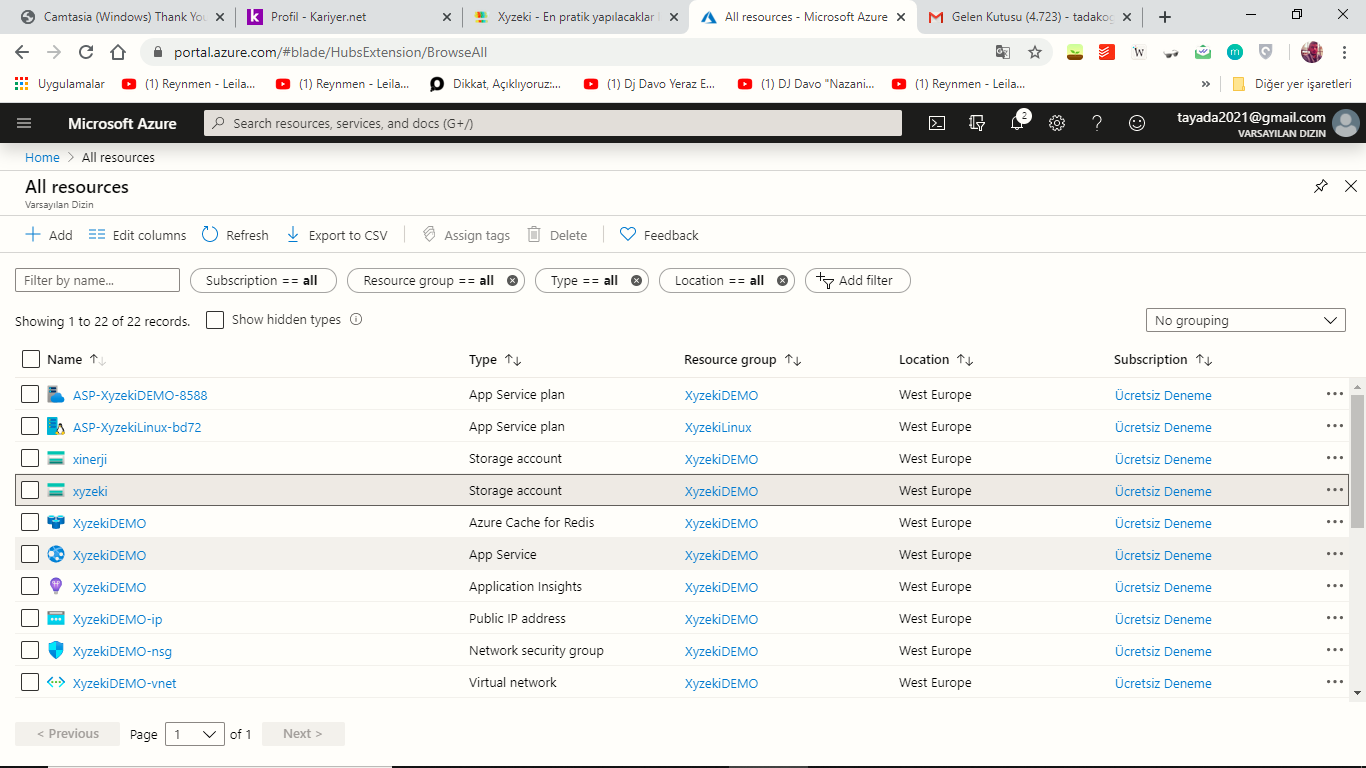 Camtasia (Windows) Thank You
Profil - Kariyer.net
Xyzeki - En pratik yapılacaklar
All resources - Microsoft Azure
Gelen Kutusu (4.723) - tadakog
portal.azure.com/#blade/HubsExtension/BrowseAll
Uygulamalar
(1) Reynmen - Leila...
(1) Reynmen - Leila...
Dikkat, Açıklıyoruz:...
(1) Dj Davo Yeraz E...
(1) DJ Davo "Nazani...
(1) Reynmen - Leila...
»
Diğer yer işaretleri
Microsoft Azure
Search resources, services, and docs (G+/)
2
tayada2021@gmail.com
VARSAYILAN DIZIN
Home > All resources
All resources
Varsayılan Dizin
Add
Edit columns
Refresh
Export to CSV
Assign tags
Delete
Feedback
Filter by name...
Subscription == all
Resource group == all
Type == all
Location == all
Add filter
Showing 1 to 22 of 22 records.
Show hidden types
No grouping
Name Type Resource group Location Subscription
ASP-XyzekiDEMO-8588 App Service plan XyzekiDEMO West Europe Ücretsiz Deneme
ASP-XyzekiLinux-bd72 App Service plan XyzekiLinux West Europe Ücretsiz Deneme
xinerji Storage account XyzekiDEMO West Europe Ücretsiz Deneme
xyzeki Storage account XyzekiDEMO West Europe Ücretsiz Deneme
XyzekiDEMO Azure Cache for Redis XyzekiDEMO West Europe Ücretsiz Deneme
XyzekiDEMO App Service XyzekiDEMO West Europe Ücretsiz Deneme
XyzekiDEMO Application Insights XyzekiDEMO West Europe Ücretsiz Deneme
XyzekiDEMO-ip Public IP address XyzekiDEMO West Europe Ücretsiz Deneme
XyzekiDEMO-nsg Network security group XyzekiDEMO West Europe Ücretsiz Deneme
XyzekiDEMO-vnet Virtual network XyzekiDEMO West Europe Ücretsiz Deneme
< Previous
Page 1 of 1
Next >